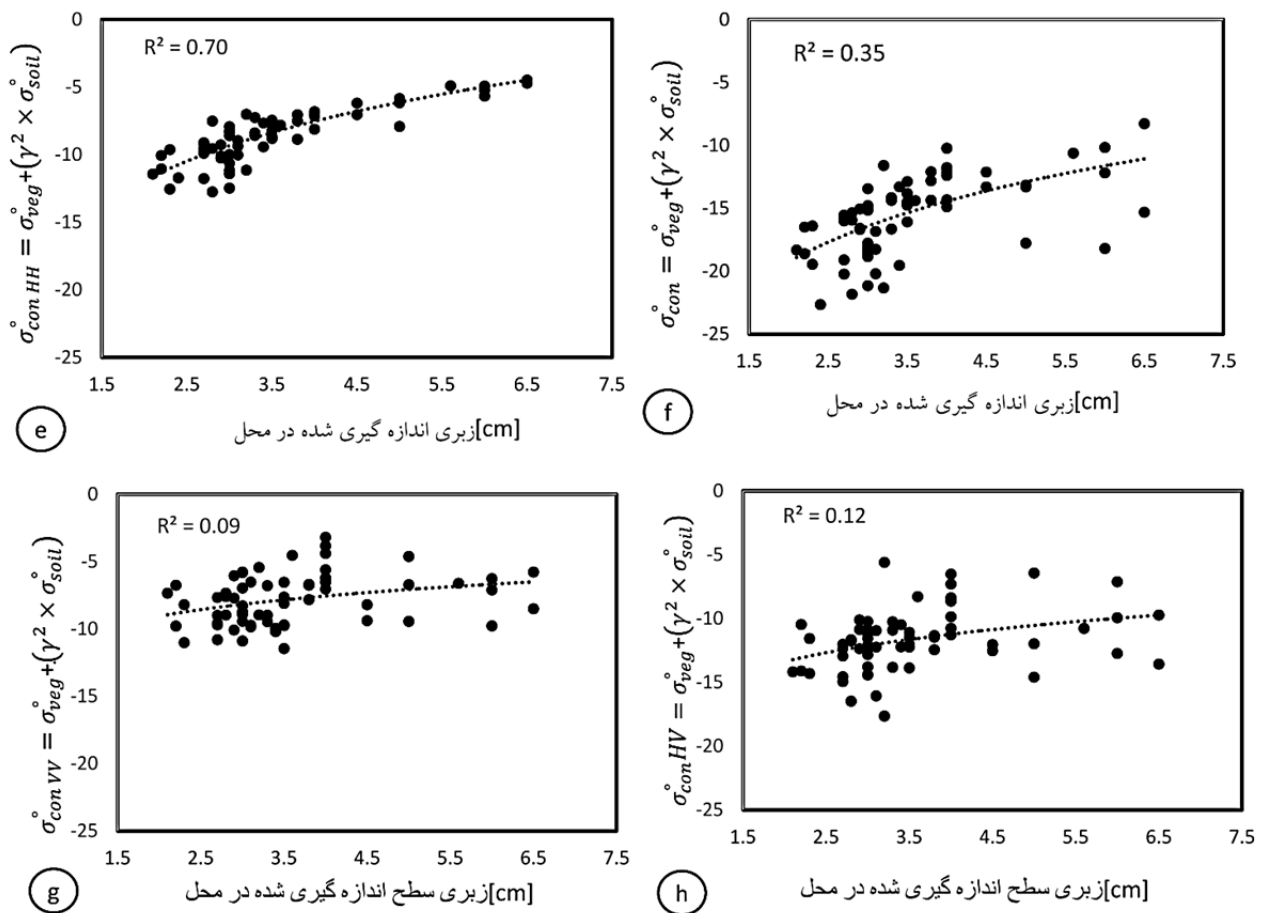 R² = 0.70
σ°con HH = σ°veg+(γ² × σ°soil)
0
-5
-10
-15
-20
-25
1.5 2.5 3.5 4.5 5.5 6.5 7.5
زبری اندازه گیری شده در محل[cm]
e
R² = 0.35
σ°con = σ°veg+(γ² × σ°soil)
0
-5
-10
-15
-20
-25
1.5 2.5 3.5 4.5 5.5 6.5 7.5
زبری اندازه گیری شده در محل[cm]
f
R² = 0.09
σ°con VV = σ°veg+(γ² × σ°soil)
0
-5
-10
-15
-20
-25
1.5 2.5 3.5 4.5 5.5 6.5 7.5
زبری سطح اندازه گیری شده در محل[cm]
g
R² = 0.12
σ°con HV = σ°veg+(γ² × σ°soil)
0
-5
-10
-15
-20
-25
1.5 2.5 3.5 4.5 5.5 6.5 7.5
زبری سطح اندازه گیری شده در محل[cm]
h